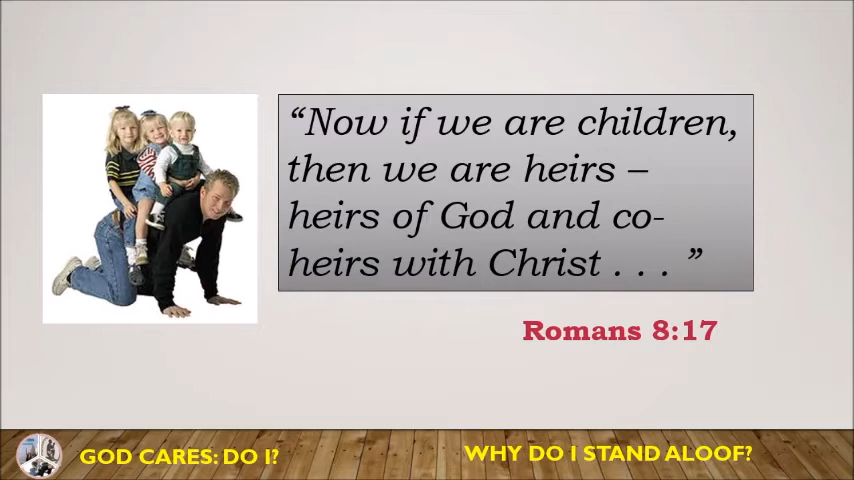 “Now if we are children,
then we are heirs –
heirs of God and co-
heirs with Christ . . . ”
Romans 8:17
GOD CARES: DO I?
WHY DO I STAND ALOOF?